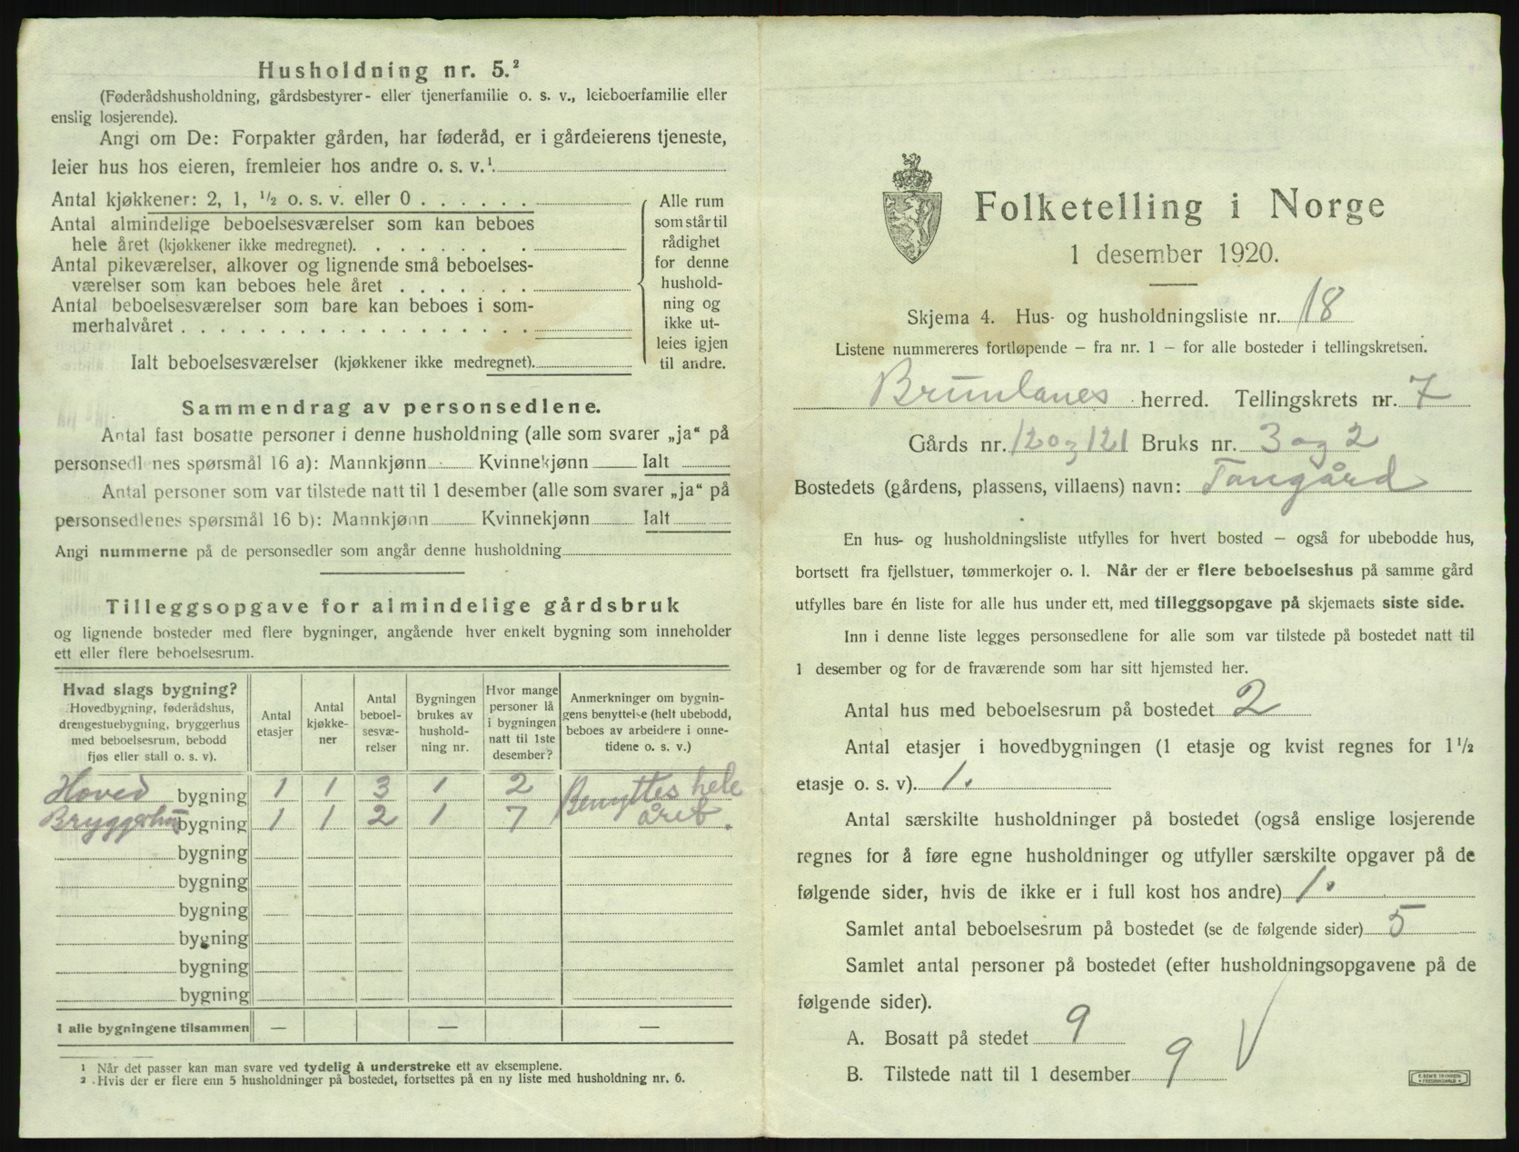 Husholdning nr. 5.²
(Føderådshusholdning, gårdsbestyrer- eller tjenerfamilie o. s. v., leieboerfamilie eller
enslig losjerende).
Angi om De: Forpakter gården, har føderåd, er i gårdeierens tjeneste,
leier hus hos eieren, fremleier hos andre o. s. v.¹
Antal kjøkkener: 2, 1, ½ o. s. v. eller 0 . . . . . .
Antal almindelige beboelsesværelser som kan beboes
hele året (kjøkkener ikke medregnet). . . . . . . .
Antal pikeværelser, alkover og lignende små beboelses-
værelser som kan beboes hele året . . . . . . .
Antal beboelsesværelser som bare kan beboes i som-
merhalvåret . . . . . . . . . . . . . . . . . .
Ialt beboelsesværelser (kjøkkener ikke medregnet).
Alle rum
som står til
rådighet
for denne
hushold-
ning og
ikke ut-
leies igjen
til andre.
Sammendrag av personsedlene.
Antal fast bosatte personer i denne husholdning (alle som svarer „ja“ på
personsedl nes spørsmål 16 a): Mannkjønn Kvinnekjønn Ialt
Antal personer som var tilstede natt til 1 desember (alle som svarer „ja“ på
personsedlenes spørsmål 16 b): Mannkjønn Kvinnekjønn Ialt
Angi nummerne på de personsedler som angår denne husholdning
Tilleggsopgave for almindelige gårdsbruk
og lignende bosteder med flere bygninger, angående hver enkelt bygning som inneholder
ett eller flere beboelsesrum.
Hvad slags bygning?
Hovedbygning, føderådshus,
drengestuebygning, bryggerhus
med beboelsesrum, bebodd
fjøs eller stall o. s. v).
Antal
etasjer
Antal
kjøkke-
ner
Antal
beboel-
sesvæ-
relser
Bygningen
brukes av
hushold-
ning nr.
Hvor mange
personer lå
i bygningen
natt til 1ste
desember?
Anmerkninger om bygnin-
gens benyttelse (helt ubebodd,
beboes av arbeidere i onne-
tidene o. s. v.)
Hoved bygning 1 1 3 1 2 Benyttes hele
Bryggerhus bygning 1 1 2 1 7 året.
bygning
bygning
bygning
bygning
bygning
bygning
I alle bygningene tilsammen — — —
1 Når det passer kan man svare ved tydelig å understreke ett av eksemplene.
2 Hvis der er flere enn 5 husholdninger på bostedet, fortsettes på en ny liste med husholdning nr. 6.
Folketelling i Norge
1 desember 1920.
Skjema 4. Hus- og husholdningsliste nr. 18
Listene nummereres fortløpende – fra nr. 1 – for alle bosteder i tellingskretsen.
Brunlanes herred. Tellingskrets nr. 7
Gårds nr. 120 og 121 Bruks nr. 3 og 2
Bostedets (gårdens, plassens, villaens) navn: Tangård
En hus- og husholdningsliste utfylles for hvert bosted – også for ubebodde hus,
bortsett fra fjellstuer, tømmerkojer o. l. Når der er flere beboelseshus på samme gård
utfylles bare én liste for alle hus under ett, med tilleggsopgave på skjemaets siste side.
Inn i denne liste legges personsedlene for alle som var tilstede på bostedet natt til
1 desember og for de fraværende som har sitt hjemsted her.
Antal hus med beboelsesrum på bostedet 2
Antal etasjer i hovedbygningen (1 etasje og kvist regnes for 1½
etasje o. s. v). 1.
Antal særskilte husholdninger på bostedet (også enslige losjerende
regnes for å føre egne husholdninger og utfyller særskilte opgaver på de
følgende sider, hvis de ikke er i full kost hos andre) 1.
Samlet antal beboelsesrum på bostedet (se de følgende sider) 5
Samlet antal personer på bostedet (efter husholdningsopgavene på de
følgende sider).
A. Bosatt på stedet 9
B. Tilstede natt til 1 desember 9